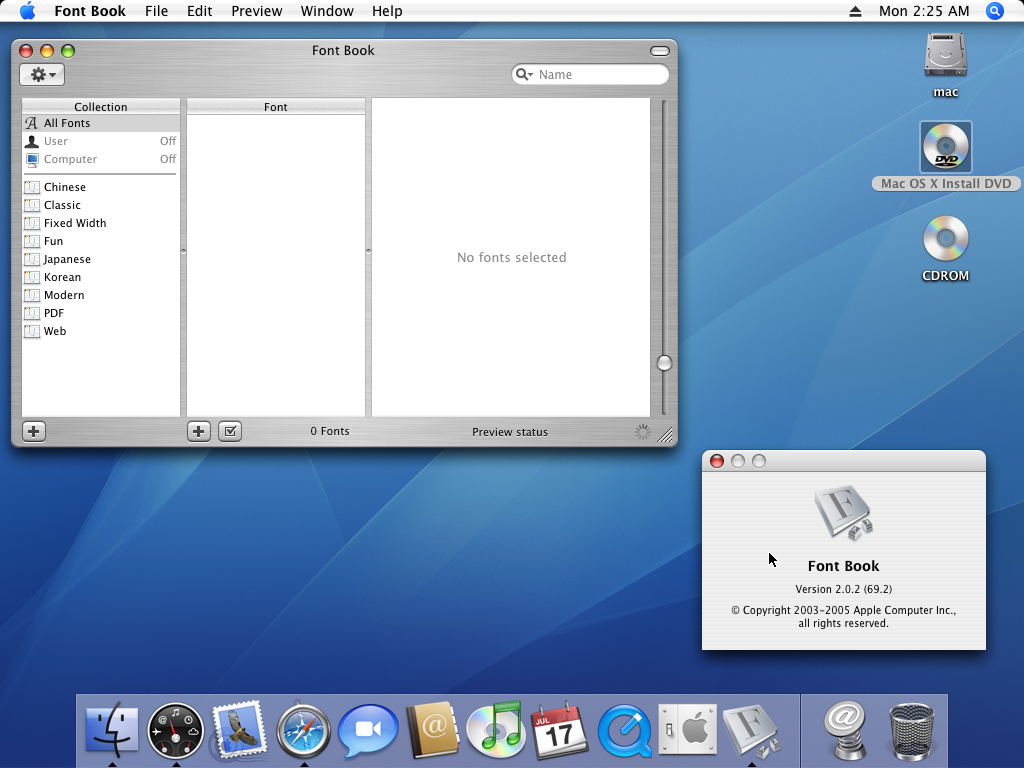 Font Book File Edit Preview Window Help Mon 2:25 AM
Font Book
Name
Collection Font
All Fonts
User Off
Computer Off
Chinese
Classic
Fixed Width
Fun
Japanese
Korean
Modern
PDF
Web
No fonts selected
0 Fonts Preview status
mac
DVD
Mac OS X Install DVD
CDROM
Font Book
Version 2.0.2 (69.2)
© Copyright 2003-2005 Apple Computer Inc.,
all rights reserved.
JUL
17